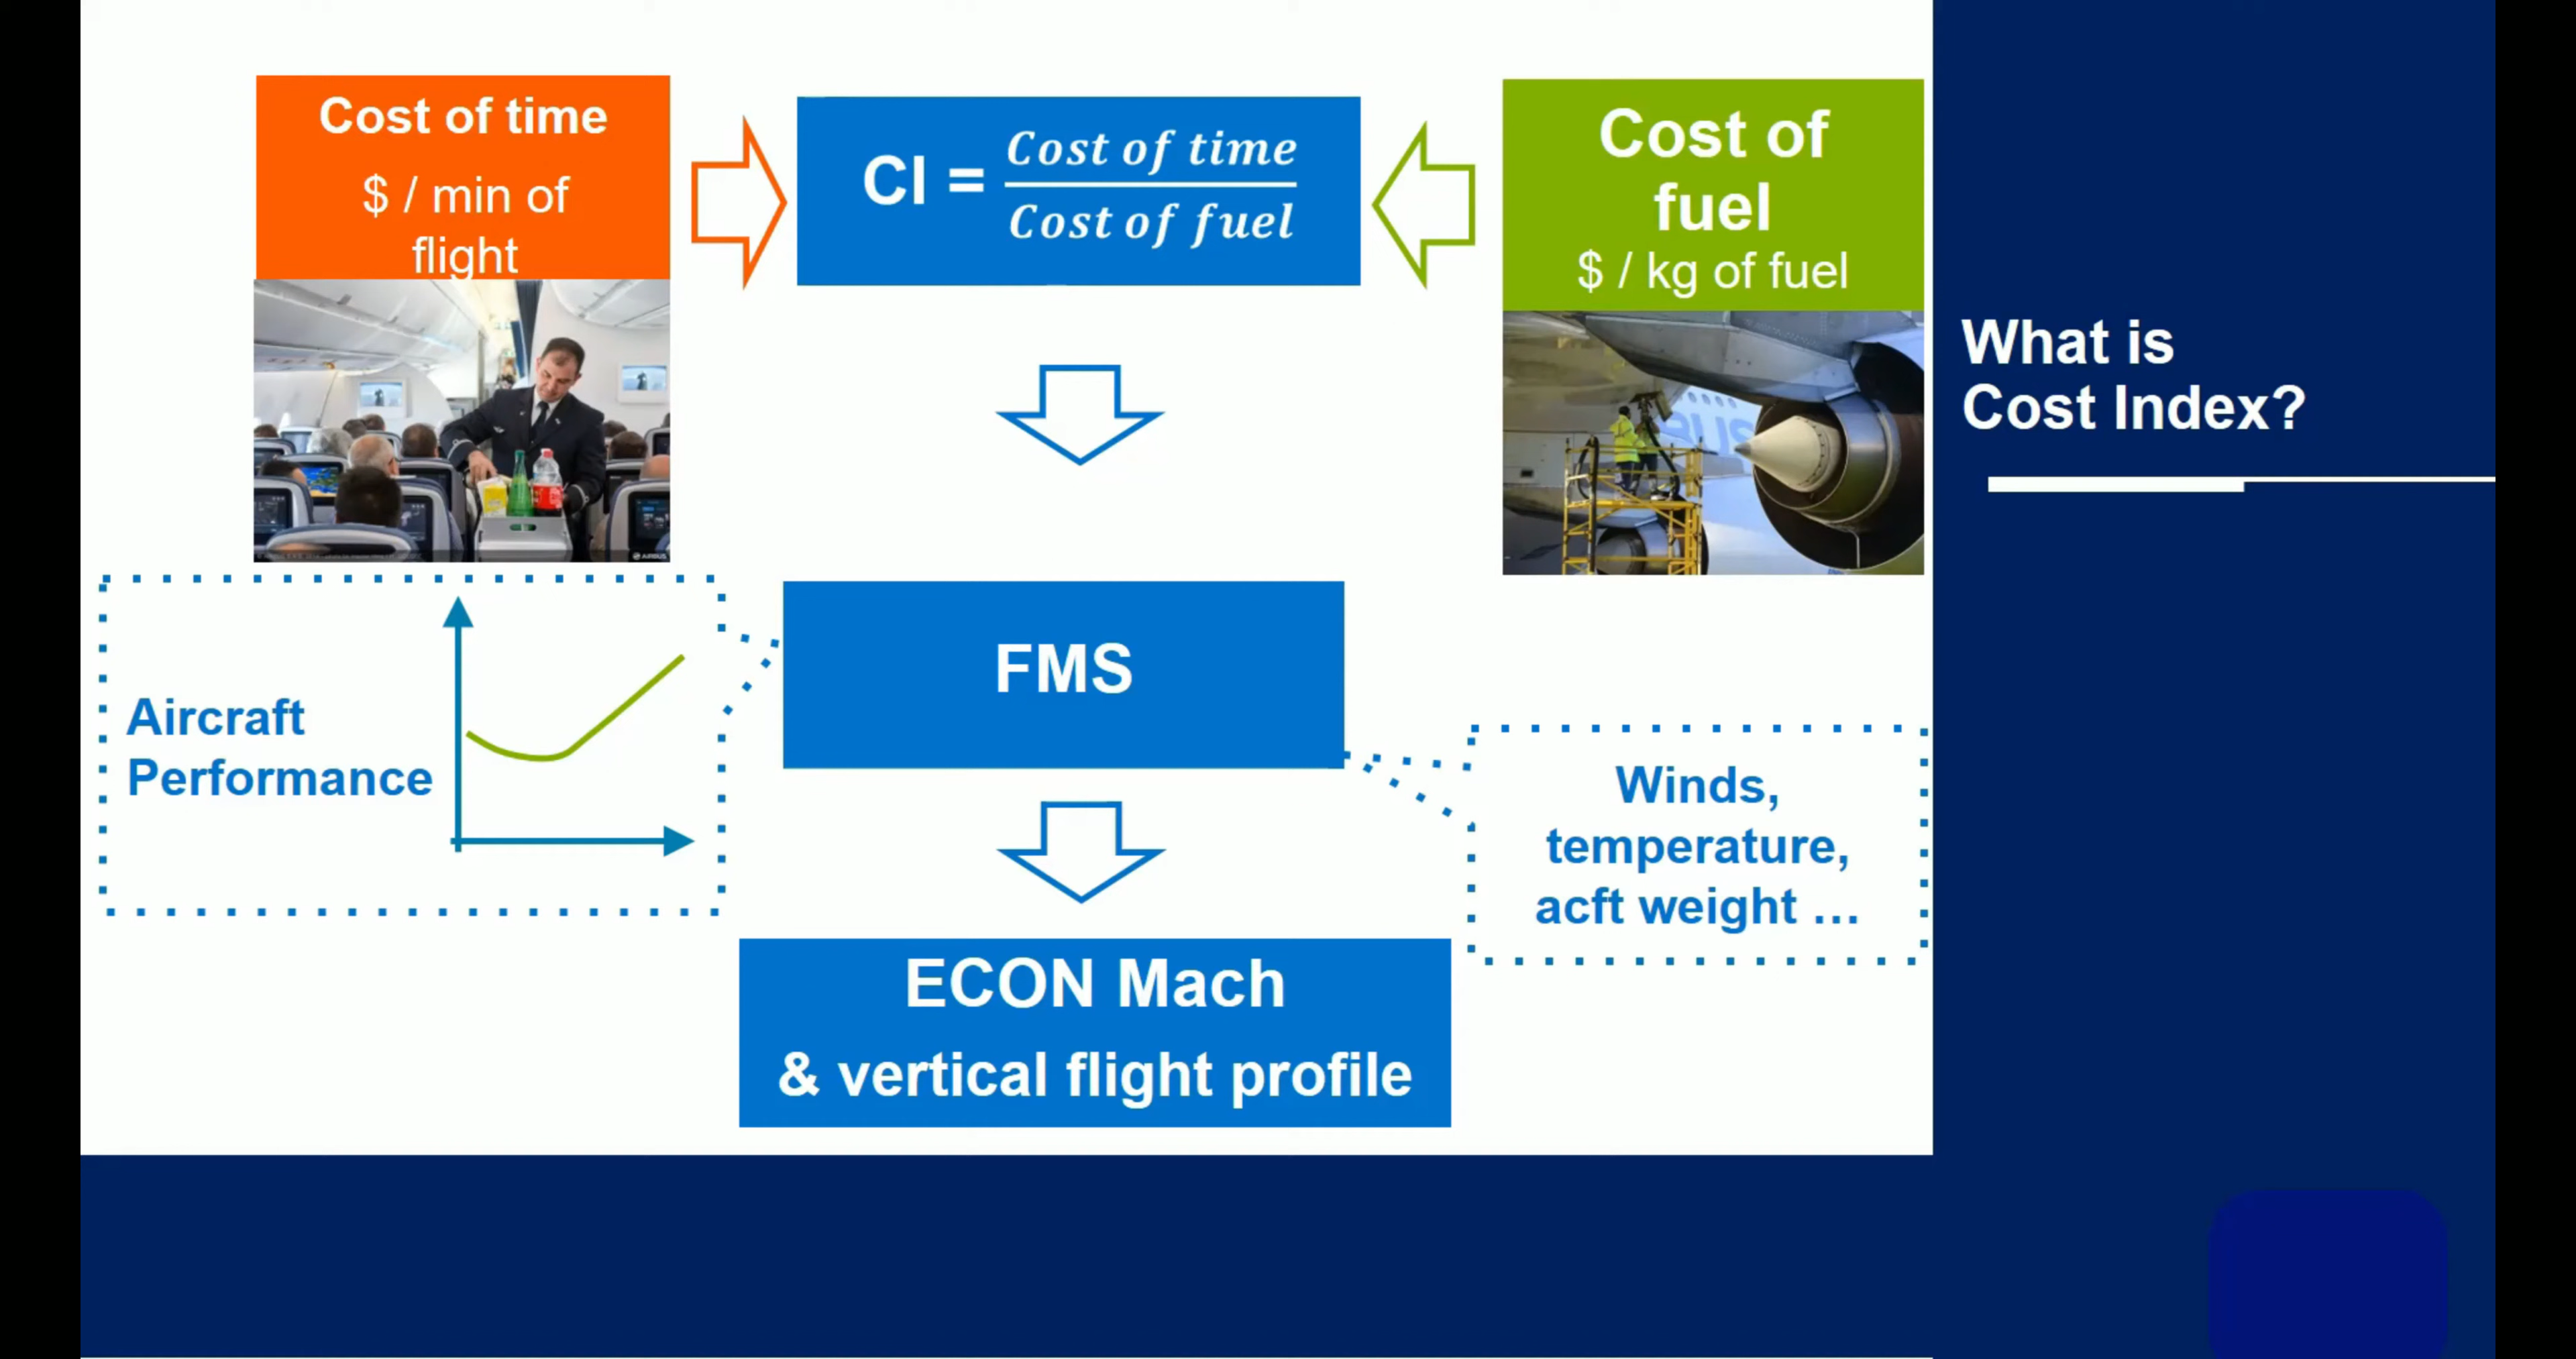 Cost of time
$ / min of
flight
CI = Cost of time
Cost of fuel
Cost of
fuel
$ / kg of fuel
What is
Cost Index?
AIRBUS
FMS
Aircraft
Performance
Winds,
temperature,
acft weight ...
ECON Mach
& vertical flight profile